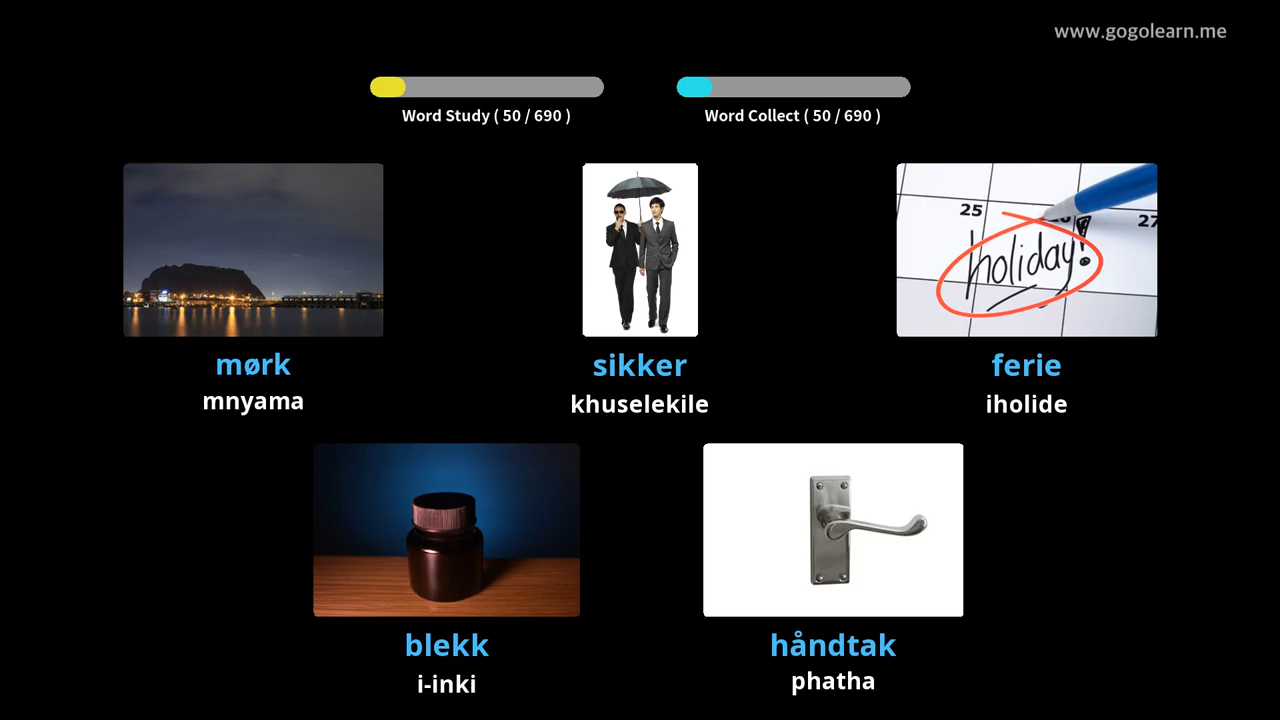 www.gogolearn.me
Word Study ( 50 / 690 )
Word Collect ( 50 / 690 )
25
27
holiday!
mørk
sikker
ferie
mnyama
khuselekile
iholide
blekk
håndtak
i-inki
phatha